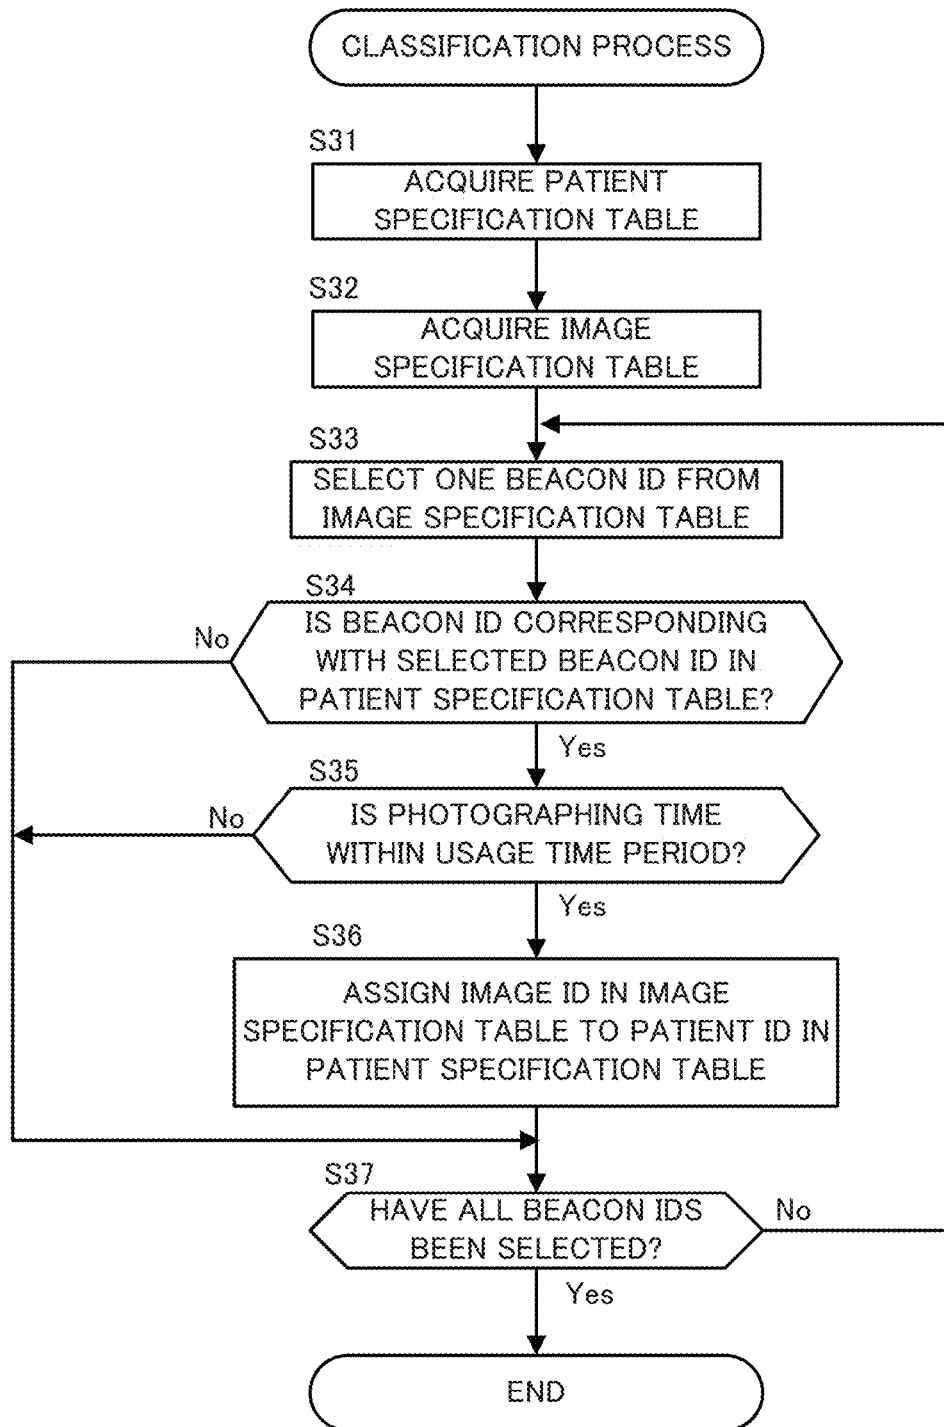 CLASSIFICATION PROCESS
S31
ACQUIRE PATIENT
SPECIFICATION TABLE
S32
ACQUIRE IMAGE
SPECIFICATION TABLE
S33
SELECT ONE BEACON ID FROM
IMAGE SPECIFICATION TABLE
S34
IS BEACON ID CORRESPONDING
WITH SELECTED BEACON ID IN
PATIENT SPECIFICATION TABLE?
No
Yes
S35
IS PHOTOGRAPHING TIME
WITHIN USAGE TIME PERIOD?
No
Yes
S36
ASSIGN IMAGE ID IN IMAGE
SPECIFICATION TABLE TO PATIENT ID IN
PATIENT SPECIFICATION TABLE
S37
HAVE ALL BEACON IDS
BEEN SELECTED?
No
Yes
END